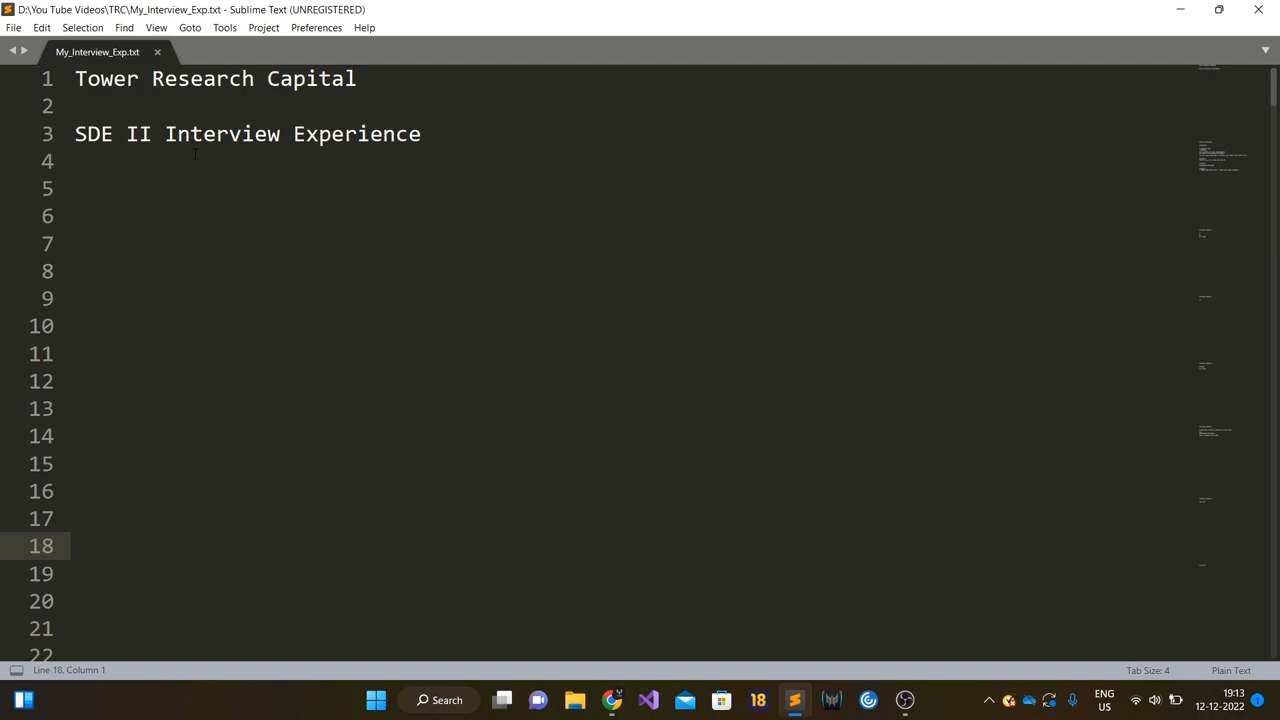 D:\You Tube Videos\TRC\My_Interview_Exp.txt - Sublime Text (UNREGISTERED)
File Edit Selection Find View Goto Tools Project Preferences Help
My_Interview_Exp.txt
1 Tower Research Capital
2
3 SDE II Interview Experience
4
5
6
7
8
9
10
11
12
13
14
15
16
17
18
19
20
21
22
Line 18, Column 1 Tab Size: 4 Plain Text
Search 18 ENG US 19:13 12-12-2022 1